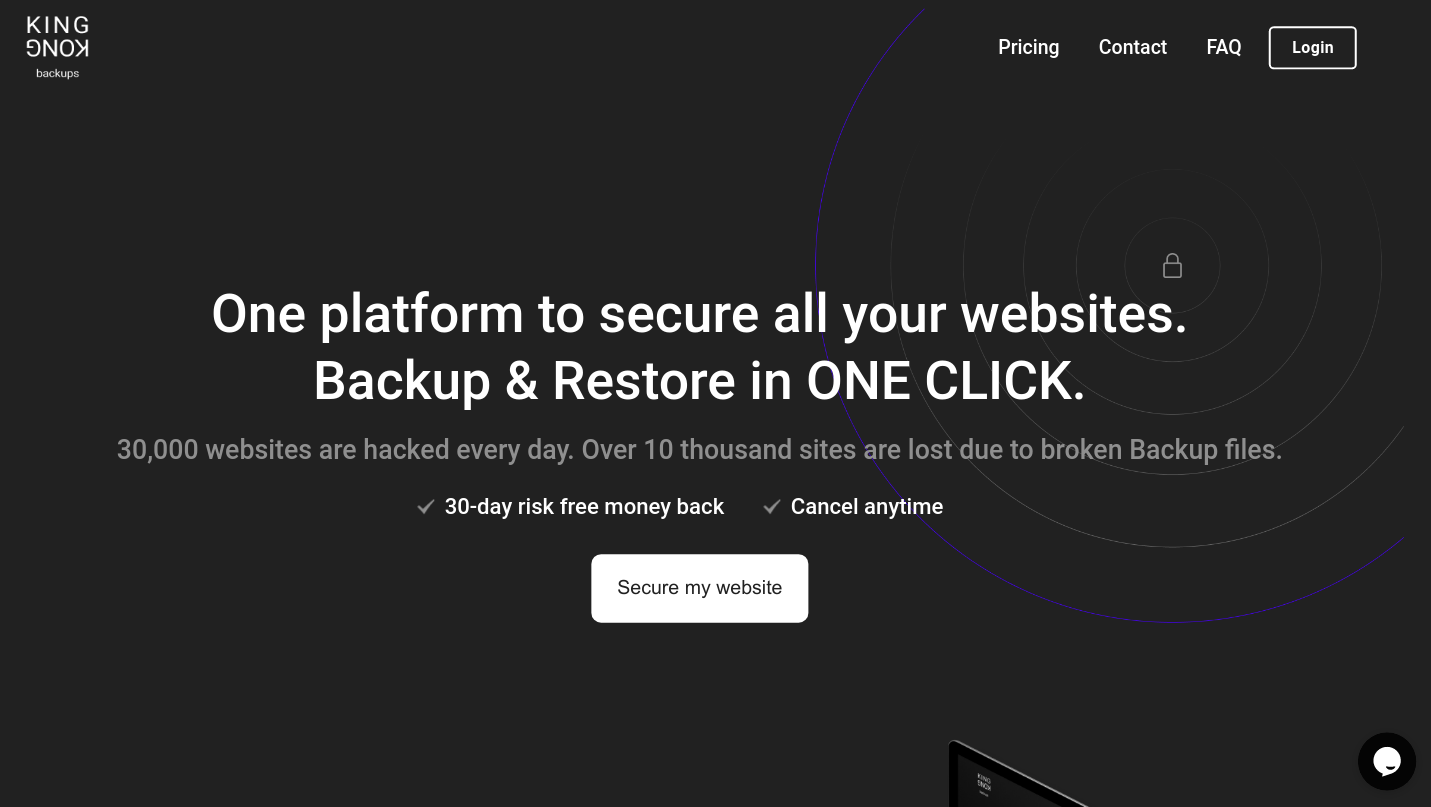 KING
KONG
backups
Pricing
Contact
FAQ
Login
One platform to secure all your websites.
Backup & Restore in ONE CLICK.
30,000 websites are hacked every day. Over 10 thousand sites are lost due to broken Backup files.
30-day risk free money back
Cancel anytime
Secure my website
KING
KONG